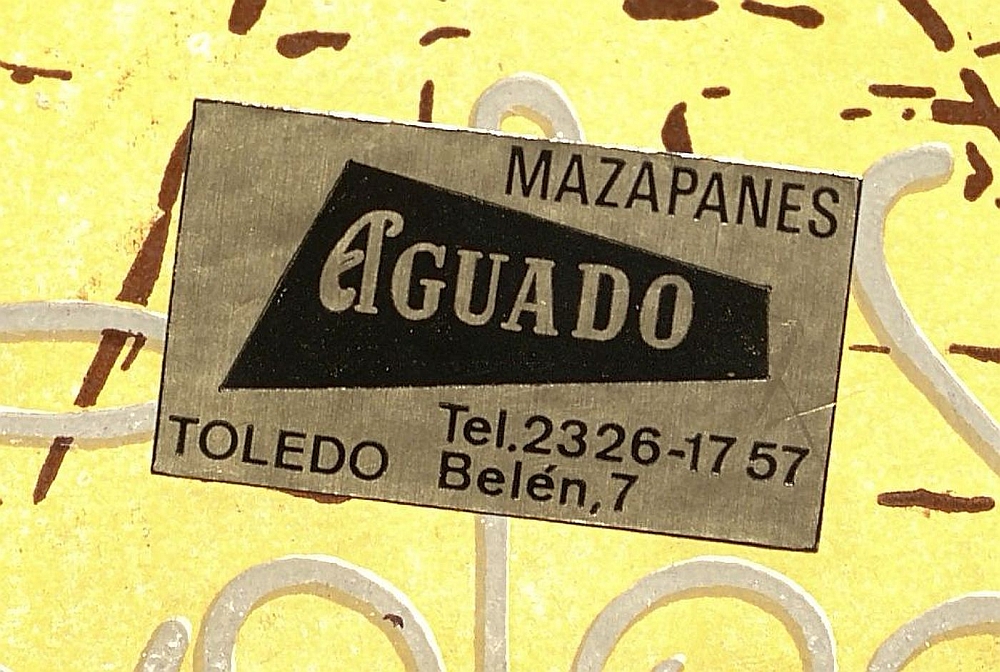 MAZAPANES
AGUADO
TOLEDO
Tel.2326-17 57
Belén,7